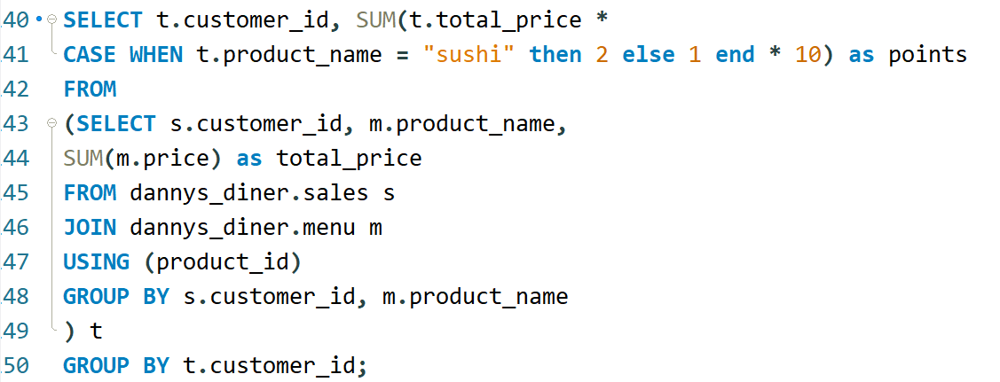 .40 SELECT t.customer_id, SUM(t.total_price *
.41 CASE WHEN t.product_name = "sushi" then 2 else 1 end * 10) as points
.42 FROM
.43 (SELECT s.customer_id, m.product_name,
.44 SUM(m.price) as total_price
.45 FROM dannys_diner.sales s
.46 JOIN dannys_diner.menu m
.47 USING (product_id)
.48 GROUP BY s.customer_id, m.product_name
.49 ) t
.50 GROUP BY t.customer_id;